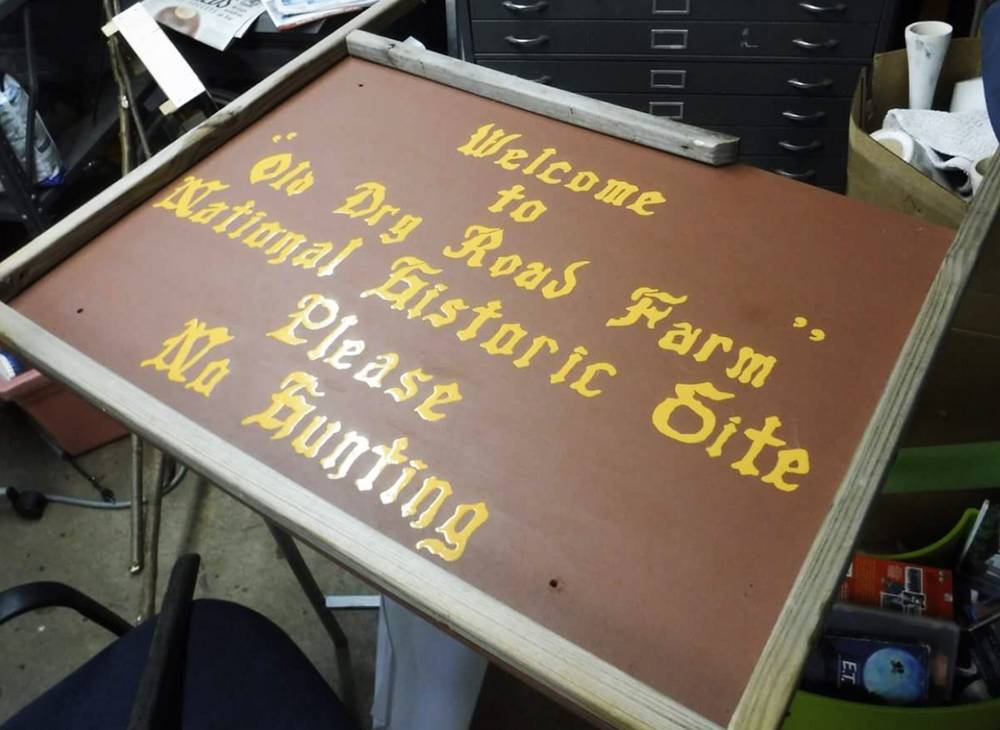 Welcome
to
"Old Dry Road Farm"
National Historic Site
Please
No Hunting
E.T.